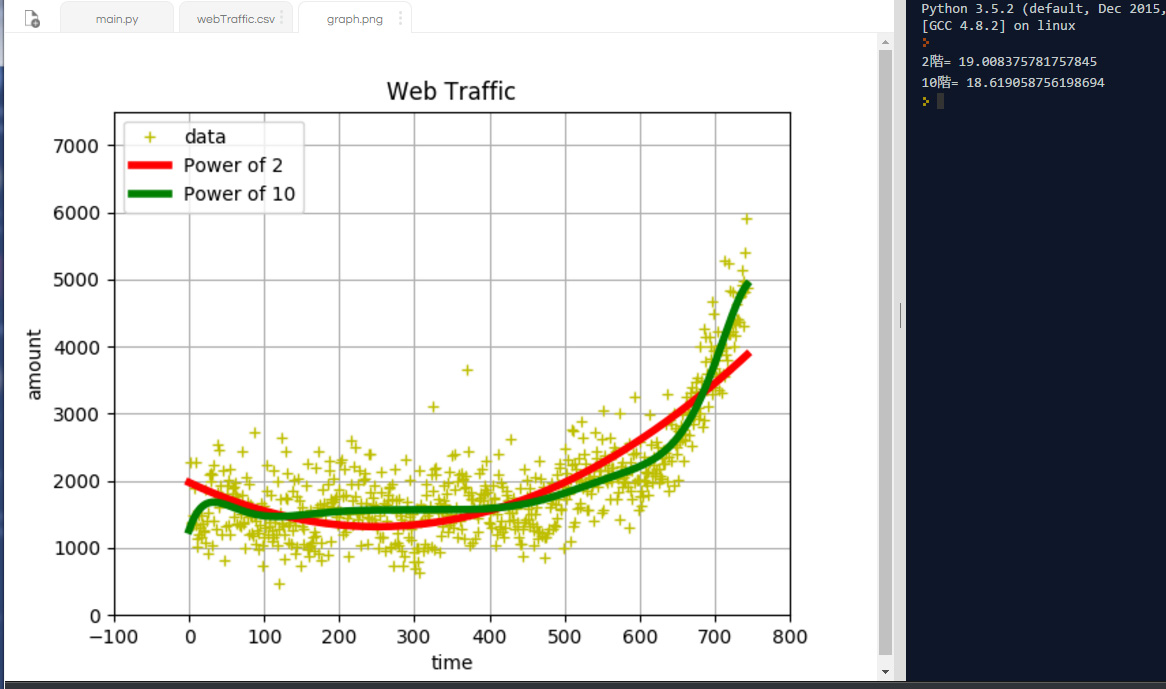 main.py
webTraffic.csv
graph.png
Web Traffic
data
Power of 2
Power of 10
7000
6000
5000
4000
3000
2000
1000
0
amount
−100
0
100
200
300
400
500
600
700
800
time
Python 3.5.2 (default, Dec 2015,
[GCC 4.8.2] on linux
2階= 19.008375781757845
10階= 18.619058756198694